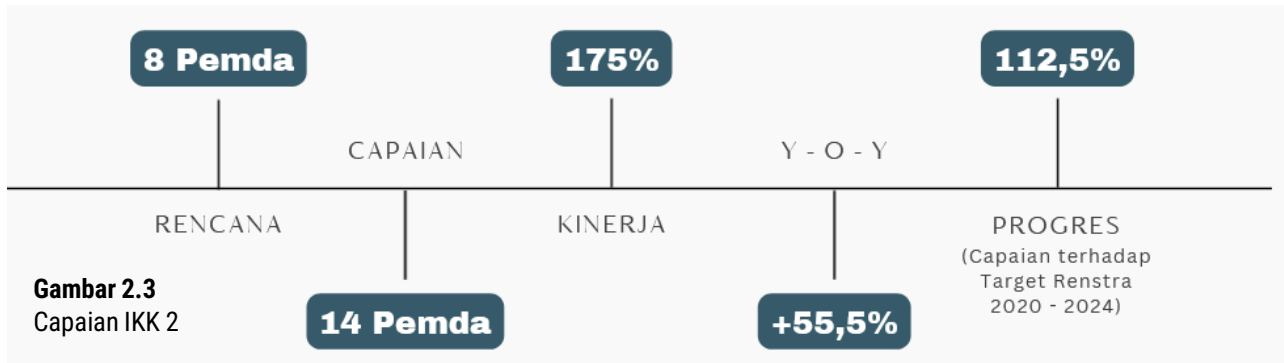 8 Pemda
175%
112,5%
CAPAIAN
Y - O - Y
RENCANA
KINERJA
PROGRES
(Capaian terhadap
Target Renstra
2020 - 2024)
Gambar 2.3
Capaian IKK 2
14 Pemda
+55,5%